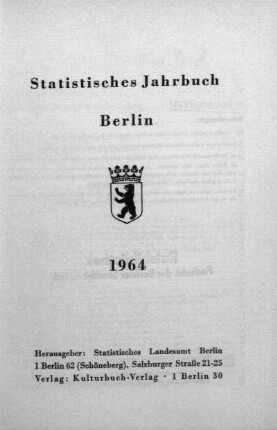 Statistisches Jahrbuch
Berlin
1964
Herausgeber: Statistisches Landesamt Berlin
1 Berlin 62 (Schöneberg), Salzburger Straße 21-25
Verlag: Kulturbuch-Verlag · 1 Berlin 30